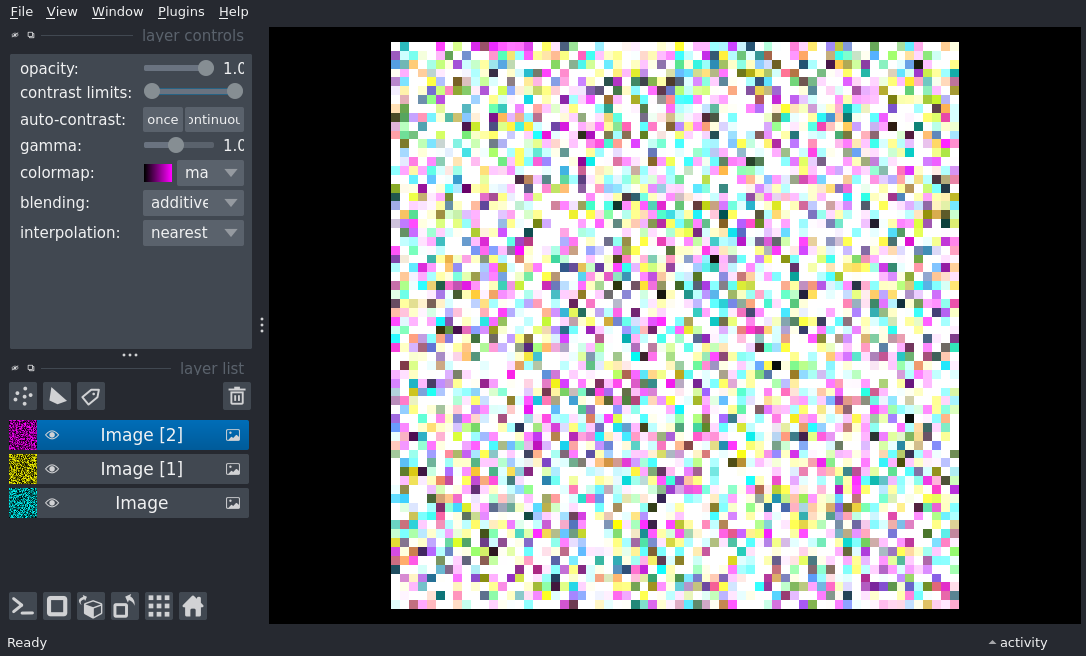 File View Window Plugins Help
layer controls
opacity: 1.0
contrast limits:
auto-contrast: once ontinuou
gamma: 1.0
colormap: ma
blending: additive
interpolation: nearest
layer list
Image [2]
Image [1]
Image
Ready
activity